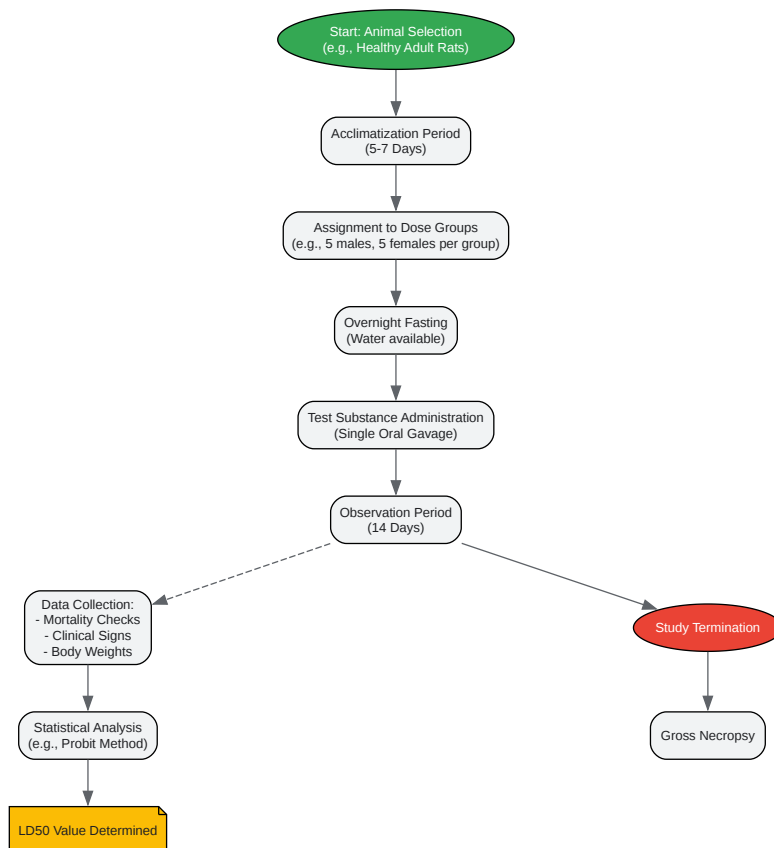 Start: Animal Selection
(e.g., Healthy Adult Rats)
Acclimatization Period
(5-7 Days)
Assignment to Dose Groups
(e.g., 5 males, 5 females per group)
Overnight Fasting
(Water available)
Test Substance Administration
(Single Oral Gavage)
Observation Period
(14 Days)
Data Collection:
- Mortality Checks
- Clinical Signs
- Body Weights
Study Termination
Statistical Analysis
(e.g., Probit Method)
Gross Necropsy
LD50 Value Determined